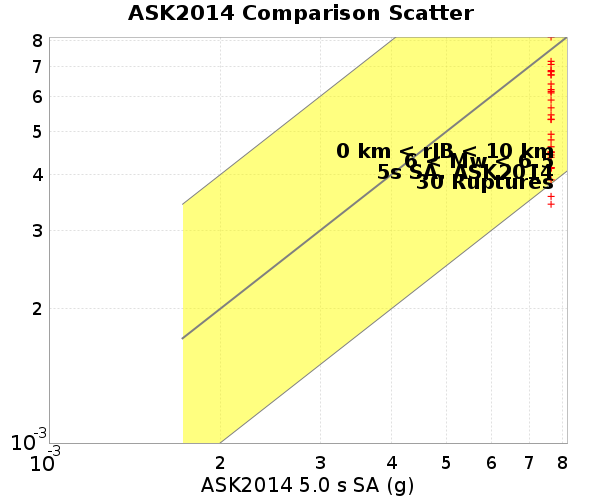 ASK2014 Comparison Scatter
8
7
6
5
4
3
2
10-3
0 km < rJB < 10 km
6 < Mw < 6.5
5s SA, ASK2014
30 Ruptures
10-3 2 3 4 5 6 7 8
ASK2014 5.0 s SA (g)